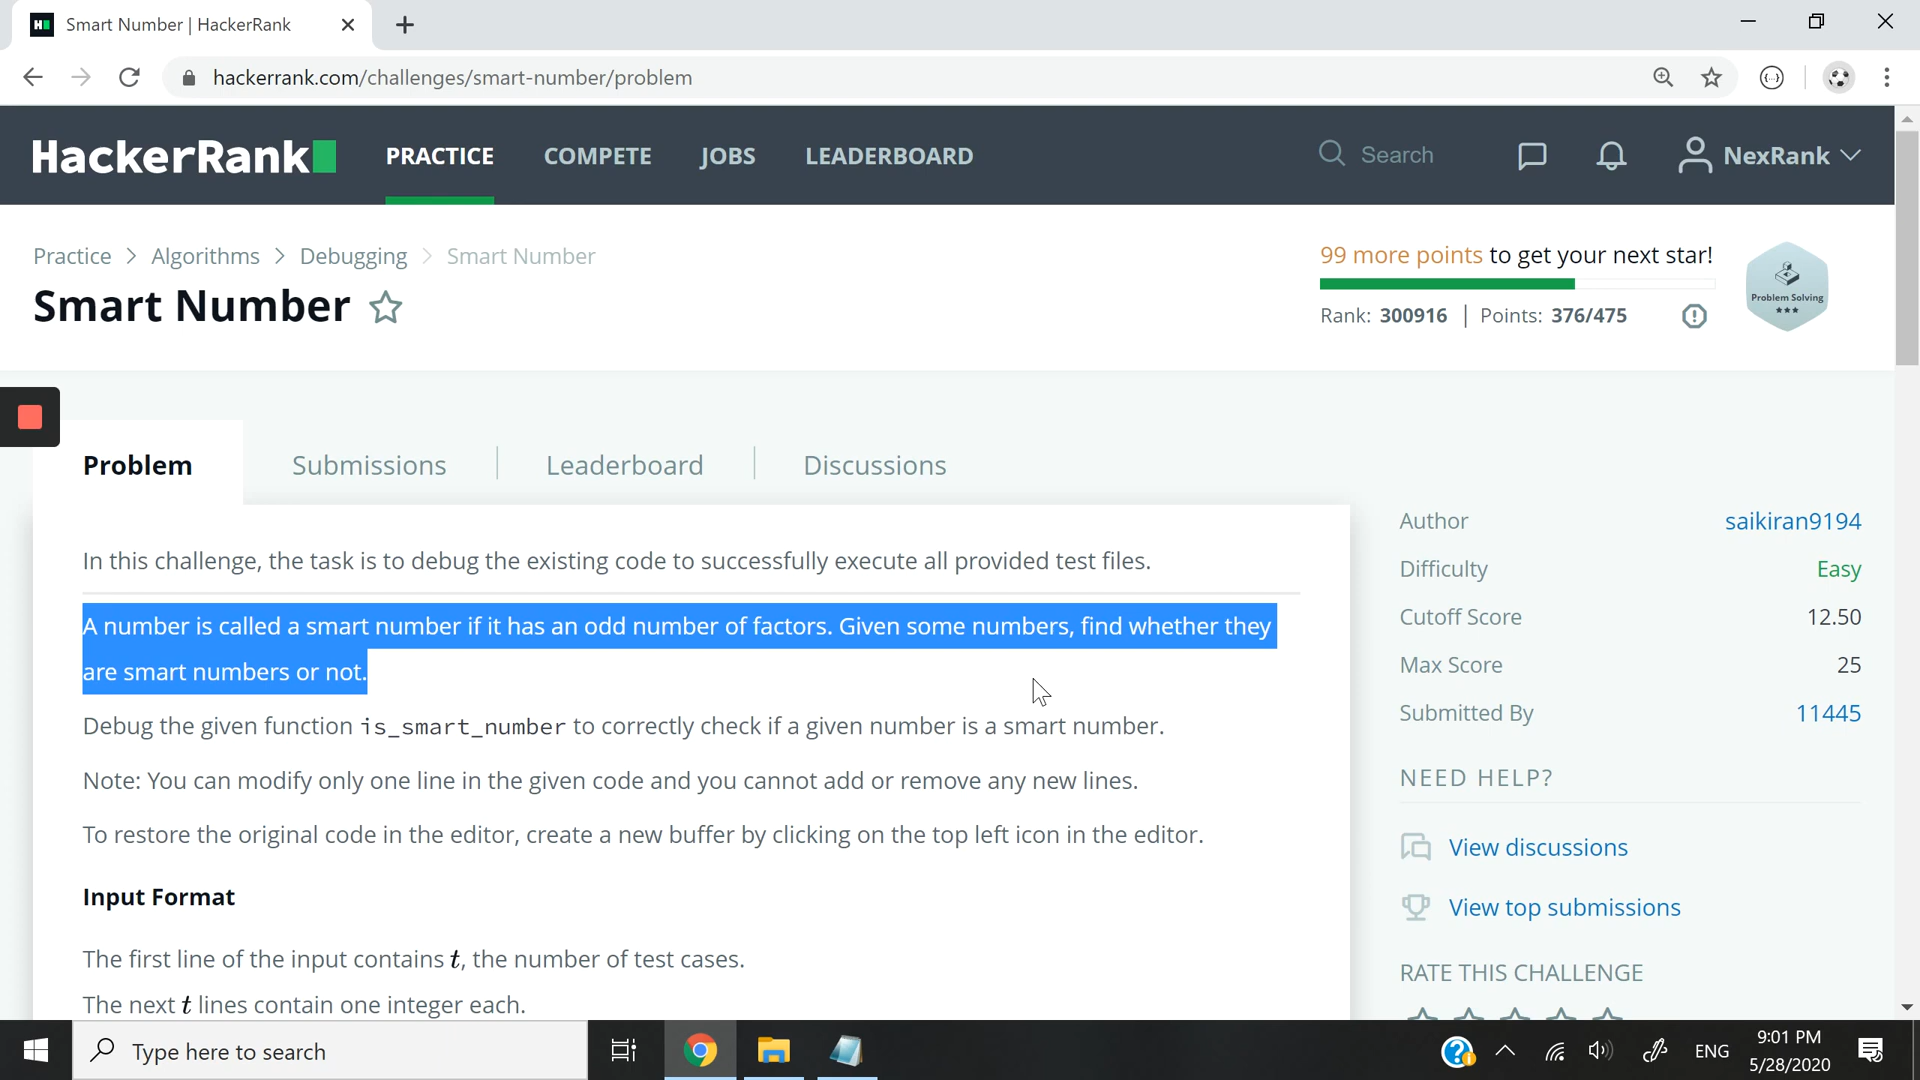 Smart Number | HackerRank
hackerrank.com/challenges/smart-number/problem
HackerRank
PRACTICE
COMPETE
JOBS
LEADERBOARD
Search
NexRank
Practice > Algorithms > Debugging > Smart Number
Smart Number
99 more points to get your next star!
Rank: 300916 | Points: 376/475
Problem Solving
Problem
Submissions
Leaderboard
Discussions
In this challenge, the task is to debug the existing code to successfully execute all provided test files.
A number is called a smart number if it has an odd number of factors. Given some numbers, find whether they
are smart numbers or not.
Debug the given function is_smart_number to correctly check if a given number is a smart number.
Note: You can modify only one line in the given code and you cannot add or remove any new lines.
To restore the original code in the editor, create a new buffer by clicking on the top left icon in the editor.
Input Format
The first line of the input contains t, the number of test cases.
The next t lines contain one integer each.
Author saikiran9194
Difficulty Easy
Cutoff Score 12.50
Max Score 25
Submitted By 11445
NEED HELP?
View discussions
View top submissions
RATE THIS CHALLENGE
Type here to search
ENG
9:01 PM
5/28/2020